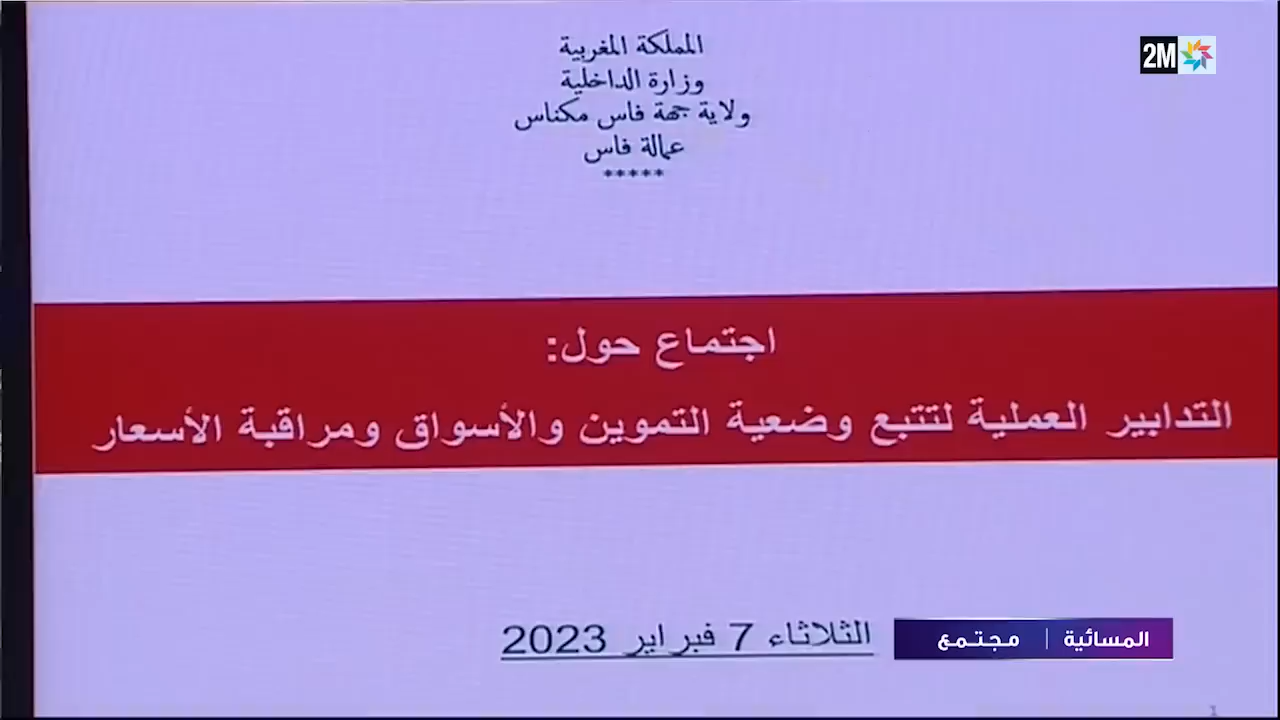 المملكة المغربية
وزارة الداخلية
ولاية جهة فاس مكناس
عمالة فاس
*****
2M
اجتماع حول:
التدابير العملية لتتبع وضعية التموين والأسواق ومراقبة الأسعار
الثلاثاء 7 فبراير 2023
المسائية | مجتمع